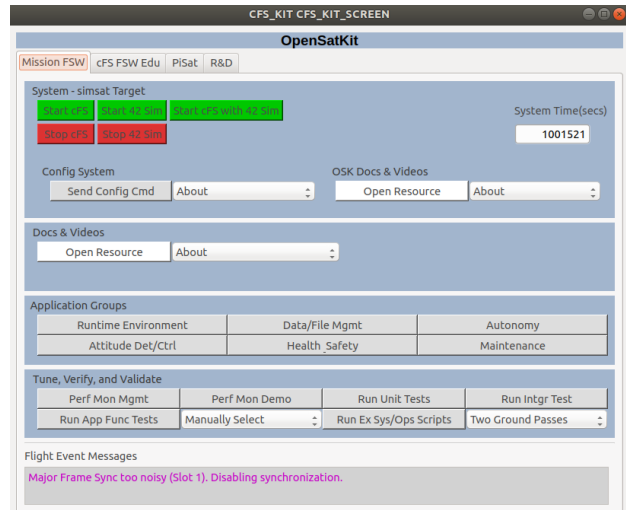 CFS_KIT CFS_KIT_SCREEN
OpenSatKit
Mission FSW cFS FSW Edu PiSat R&D
System - simsat Target
Start cFS Start 42 Sim Start cFS with 42 Sim System Time(secs)
Stop cFS Stop 42 Sim 1001521
Config System OSK Docs & Videos
Send Config Cmd About Open Resource About
Docs & Videos
Open Resource About
Application Groups
Runtime Environment Data/File Mgmt Autonomy
Attitude Det/Ctrl Health_Safety Maintenance
Tune, Verify, and Validate
Perf Mon Mgmt Perf Mon Demo Run Unit Tests Run Intgr Test
Run App Func Tests Manually Select Run Ex Sys/Ops Scripts Two Ground Passes
Flight Event Messages
Major Frame Sync too noisy (Slot 1). Disabling synchronization.